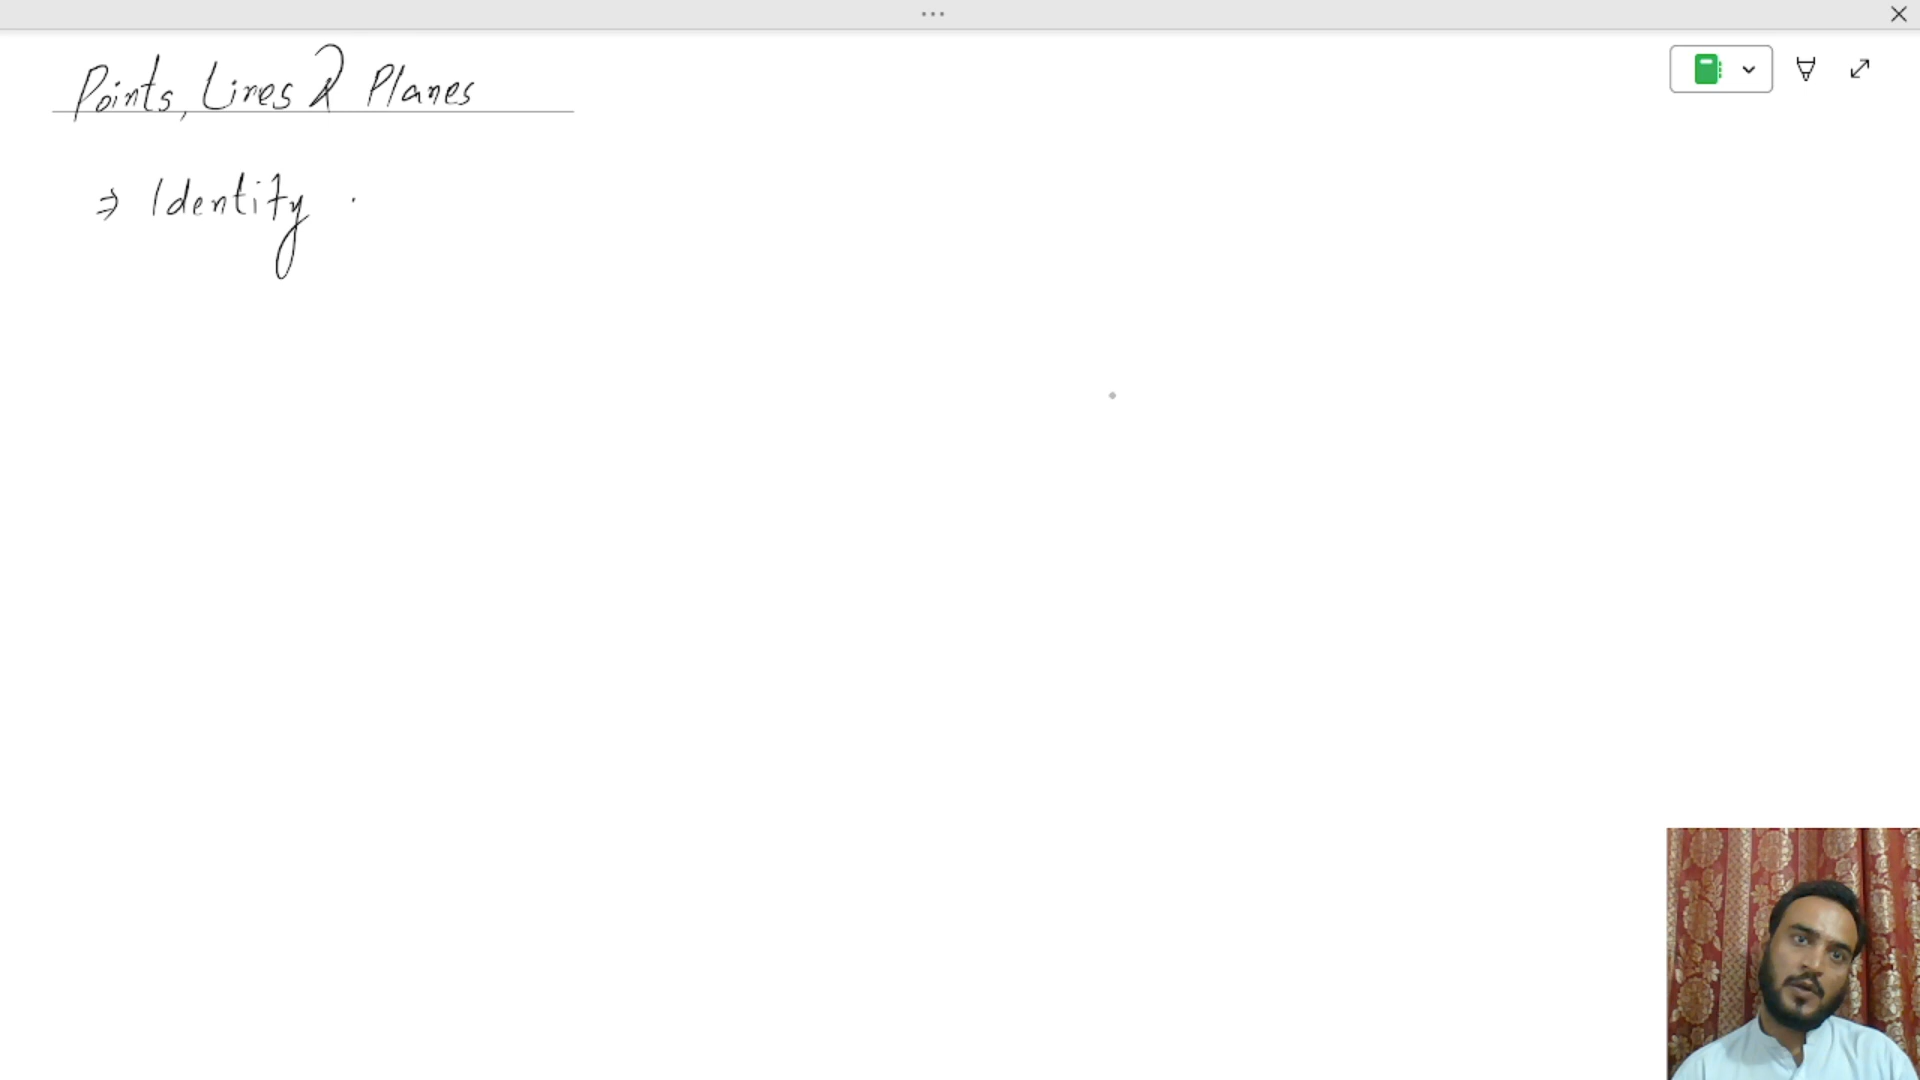 Points, Lines & Planes
⇒ Identify .